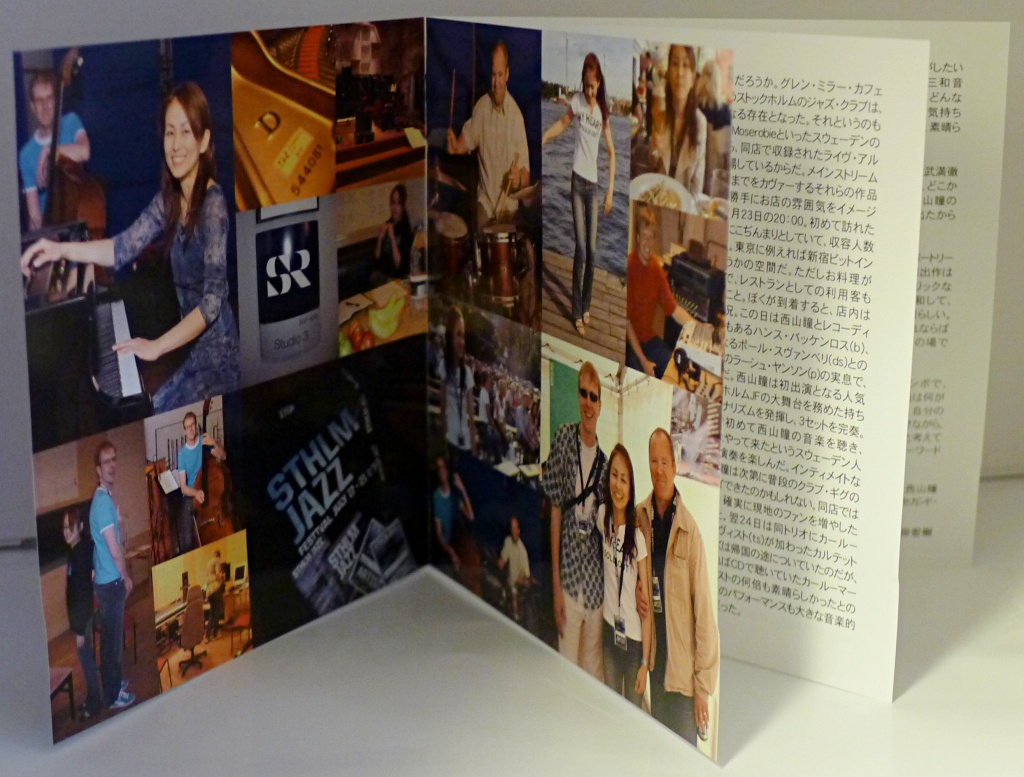 D
544081
SR
Studio 3
STHLM
JAZZ
FESTIVAL
だろうか。グレン・ミラー・カフェ
ストックホルムのジャズ・クラブは、
る存在となった。それというのも
Moserobieといったスウェーデンの
、同店で収録されたライヴ・アル
しているからだ。メインストリーム
までをカヴァーするそれらの作品
勝手にお店の雰囲気をイメージ
月23日の20:00。初めて訪れた
こぢんまりとしていて、収容人数
。東京に例えれば新宿ピットイン
かの空間だ。ただしお料理が
で、レストランとしての利用客も
こと。ぼくが到着すると、店内は
況。この日は西山瞳とレコーディ
もあるハンス・バッケンロス(b)、
るポール・スヴァンベリ(ds)との
のラーシュ・ヤンソン(p)の実息で、
だ。西山瞳は初出演となる人気
ホルムJFの大舞台を務めた持ち
ナリズムを発揮し、3セットを完奏。
初めて西山瞳の音楽を聴き、
やって来たというスウェーデン人
演奏を楽しんだ。インティメイトな
瞳は次第に普段のクラブ・ギグの
できたのかもしれない。同店では
確実に現地のファンを増やした
。翌24日は同トリオにカールー
ヴィスト(ts)が加わったカルテット
は帰国の途についていたのだが、
ばCDで聴いていたカールーマー
ストの何倍も素晴らしかったとの
のパフォーマンスも大きな音楽的
った。
がしたい
三和音
どんな
気持ち
素晴ら
武満徹
どこか
山瞳の
たから
ートリー
出作は
リックな
和して、
らしい。
ならば
の場で
ンポで、
は何が
自分の
ながら、
考えて
ーワード
西山瞳